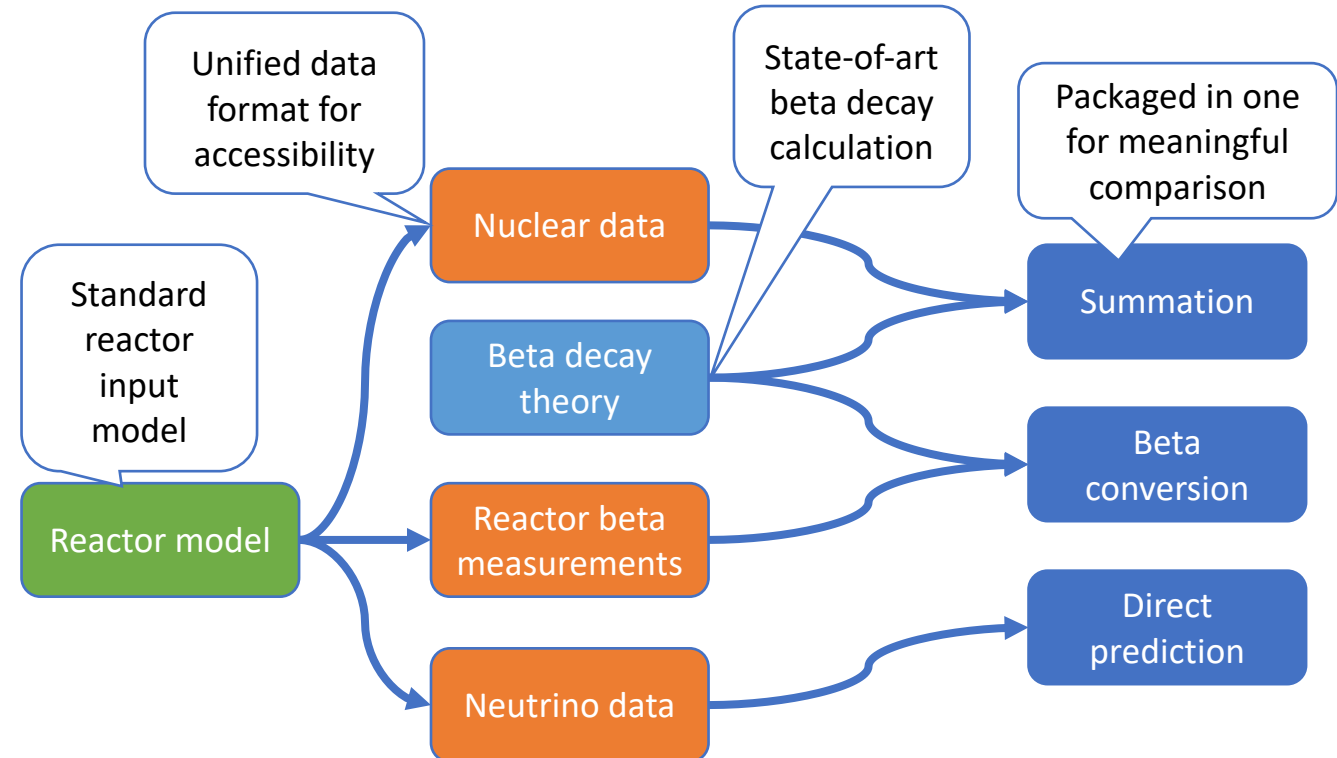 Unified data
format for
accessibility
State-of-art
beta decay
calculation
Packaged in one
for meaningful
comparison
Standard
reactor
input
model
Reactor model
Nuclear data
Beta decay
theory
Reactor beta
measurements
Neutrino data
Summation
Beta
conversion
Direct
prediction